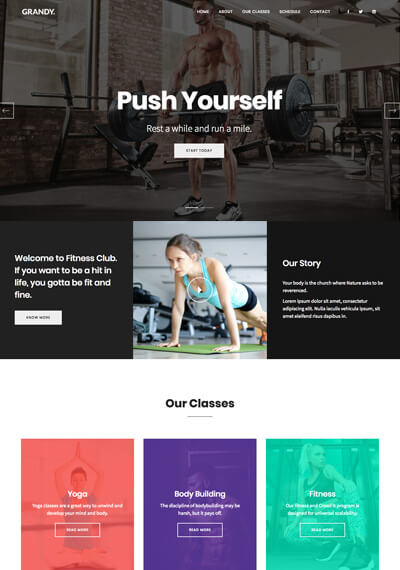 GRANDY.
HOME ABOUT OUR CLASSES SCHEDULE CONTACT
Push Yourself
Rest a while and run a mile.
START TODAY
Welcome to Fitness Club.
If you want to be a hit in
life, you gotta be fit and
fine.
KNOW MORE
Our Story
Your body is the church where Nature asks to be
reverenced.
Lorem ipsum dolor sit amet, consectetur
adipiscing elit. Nulla iaculis vehicula ipsum, sit
amet eleifend risus dapibus in.
Our Classes
Yoga
Yoga classes are a great way to unwind and
develop your mind and body.
READ MORE
Body Building
The discipline of bodybuilding may be
harsh, but it pays off.
READ MORE
Fitness
Our Fitness and Cross X program is
designed for universal scalability.
READ MORE